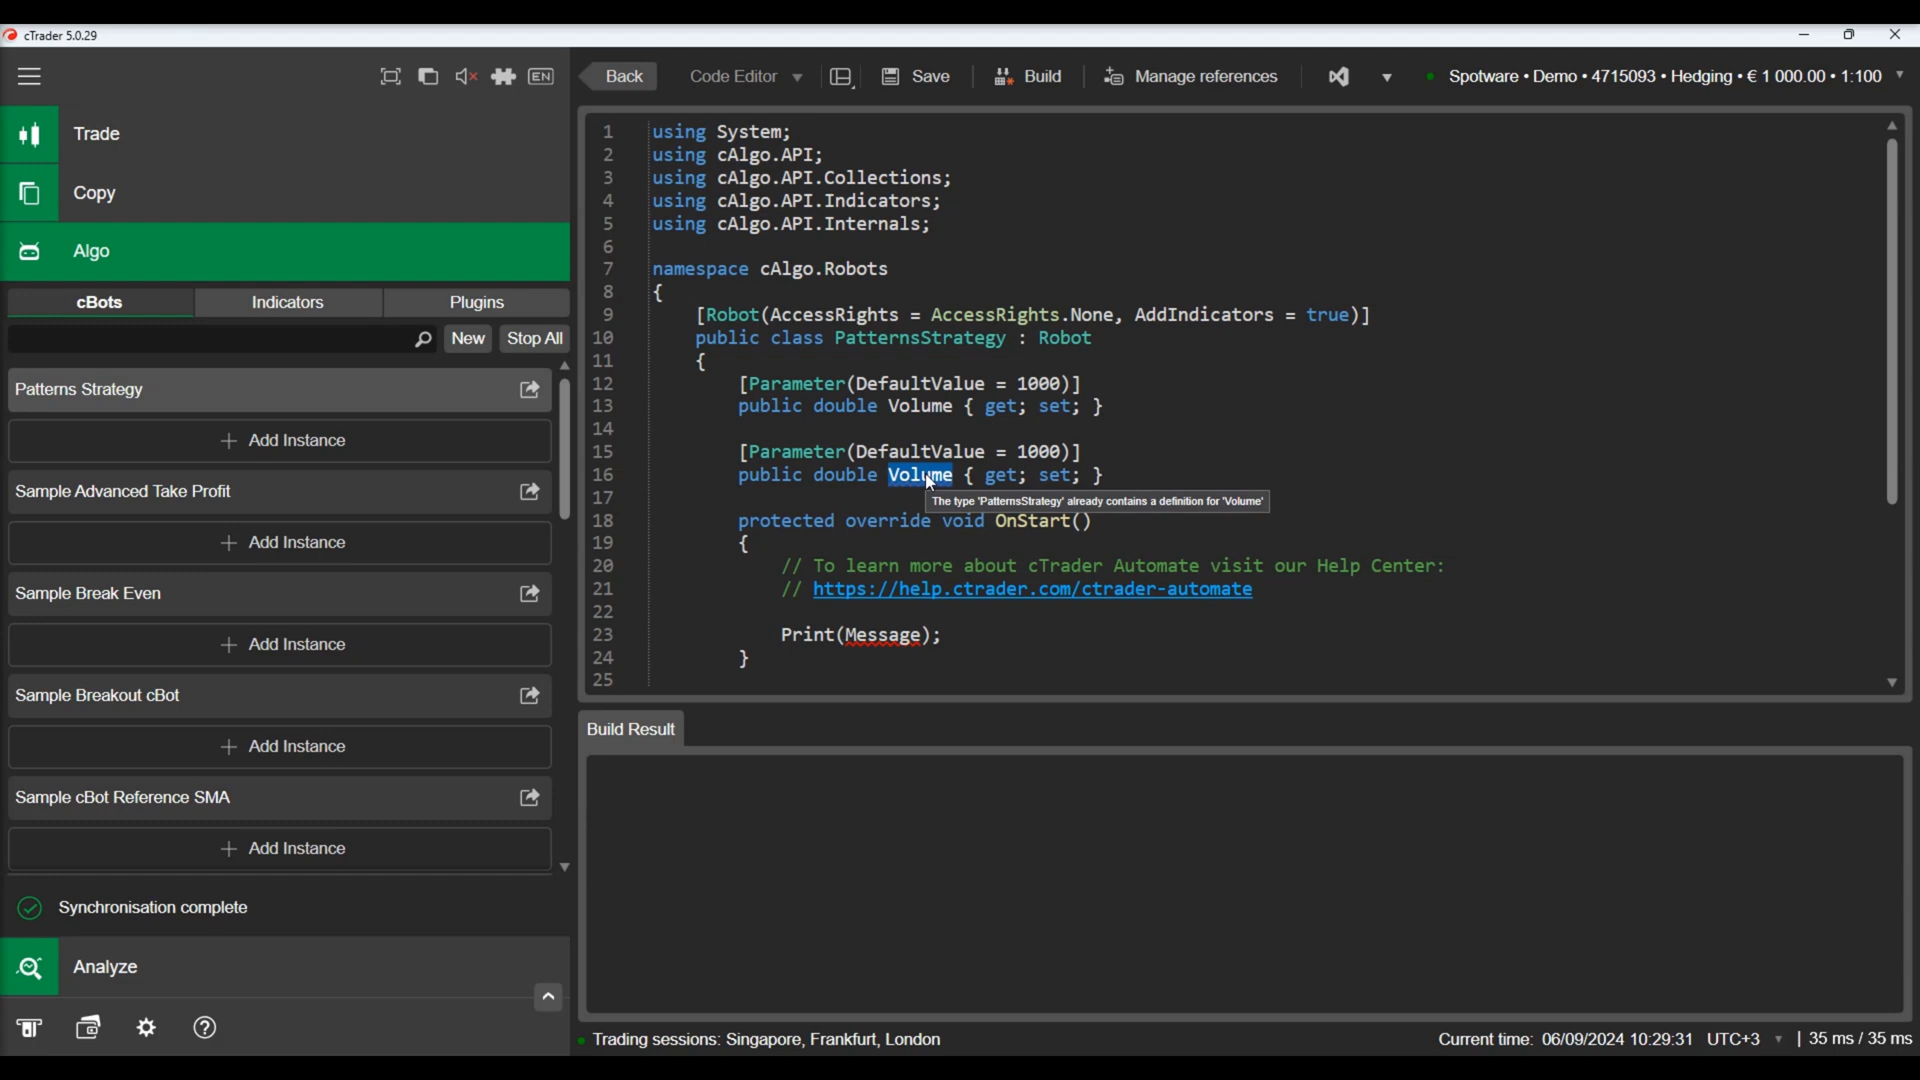 cTrader 5.0.29
EN
Back
Code Editor
Save
Build
Manage references
Spotware • Demo • 4715093 • Hedging • € 1 000.00 • 1:100
Trade
Copy
Algo
cBots
Indicators
Plugins
New
Stop All
Patterns Strategy
Add Instance
Sample Advanced Take Profit
Add Instance
Sample Break Even
Add Instance
Sample Breakout cBot
Add Instance
Sample cBot Reference SMA
Add Instance
Synchronisation complete
Analyze
1 using System;
2 using cAlgo.API;
3 using cAlgo.API.Collections;
4 using cAlgo.API.Indicators;
5 using cAlgo.API.Internals;
6
7 namespace cAlgo.Robots
8 {
9 [Robot(AccessRights = AccessRights.None, AddIndicators = true)]
10 public class PatternsStrategy : Robot
11 {
12 [Parameter(DefaultValue = 1000)]
13 public double Volume { get; set; }
14
15 [Parameter(DefaultValue = 1000)]
16 public double Volume { get; set; }
17
The type 'PatternsStrategy' already contains a definition for 'Volume'
18 protected override void OnStart()
19 {
20 // To learn more about cTrader Automate visit our Help Center:
21 // https://help.ctrader.com/ctrader-automate
22
23 Print(Message);
24 }
25
Build Result
Trading sessions: Singapore, Frankfurt, London
Current time: 06/09/2024 10:29:31 UTC+3 | 35 ms / 35 ms